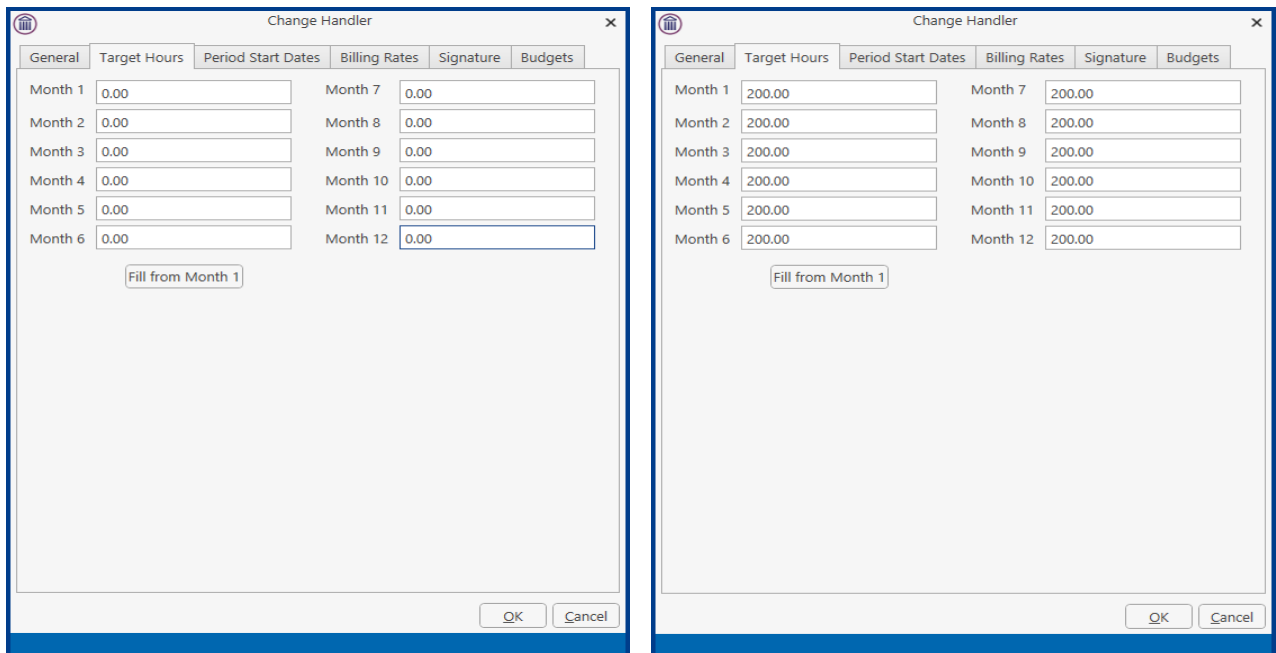 Change Handler
General Target Hours Period Start Dates Billing Rates Signature Budgets
Month 1 0.00 Month 7 0.00
Month 2 0.00 Month 8 0.00
Month 3 0.00 Month 9 0.00
Month 4 0.00 Month 10 0.00
Month 5 0.00 Month 11 0.00
Month 6 0.00 Month 12 0.00
Fill from Month 1
OK Cancel
Change Handler
General Target Hours Period Start Dates Billing Rates Signature Budgets
Month 1 200.00 Month 7 200.00
Month 2 200.00 Month 8 200.00
Month 3 200.00 Month 9 200.00
Month 4 200.00 Month 10 200.00
Month 5 200.00 Month 11 200.00
Month 6 200.00 Month 12 200.00
Fill from Month 1
OK Cancel